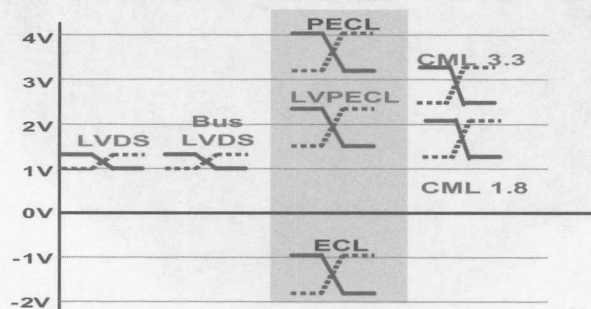 PECL
4V
CML 3.3
3V
LVPECL
Bus
2V
LVDS
LVDS
1V
CML 1.8
0V
ECL
-1V
-2V